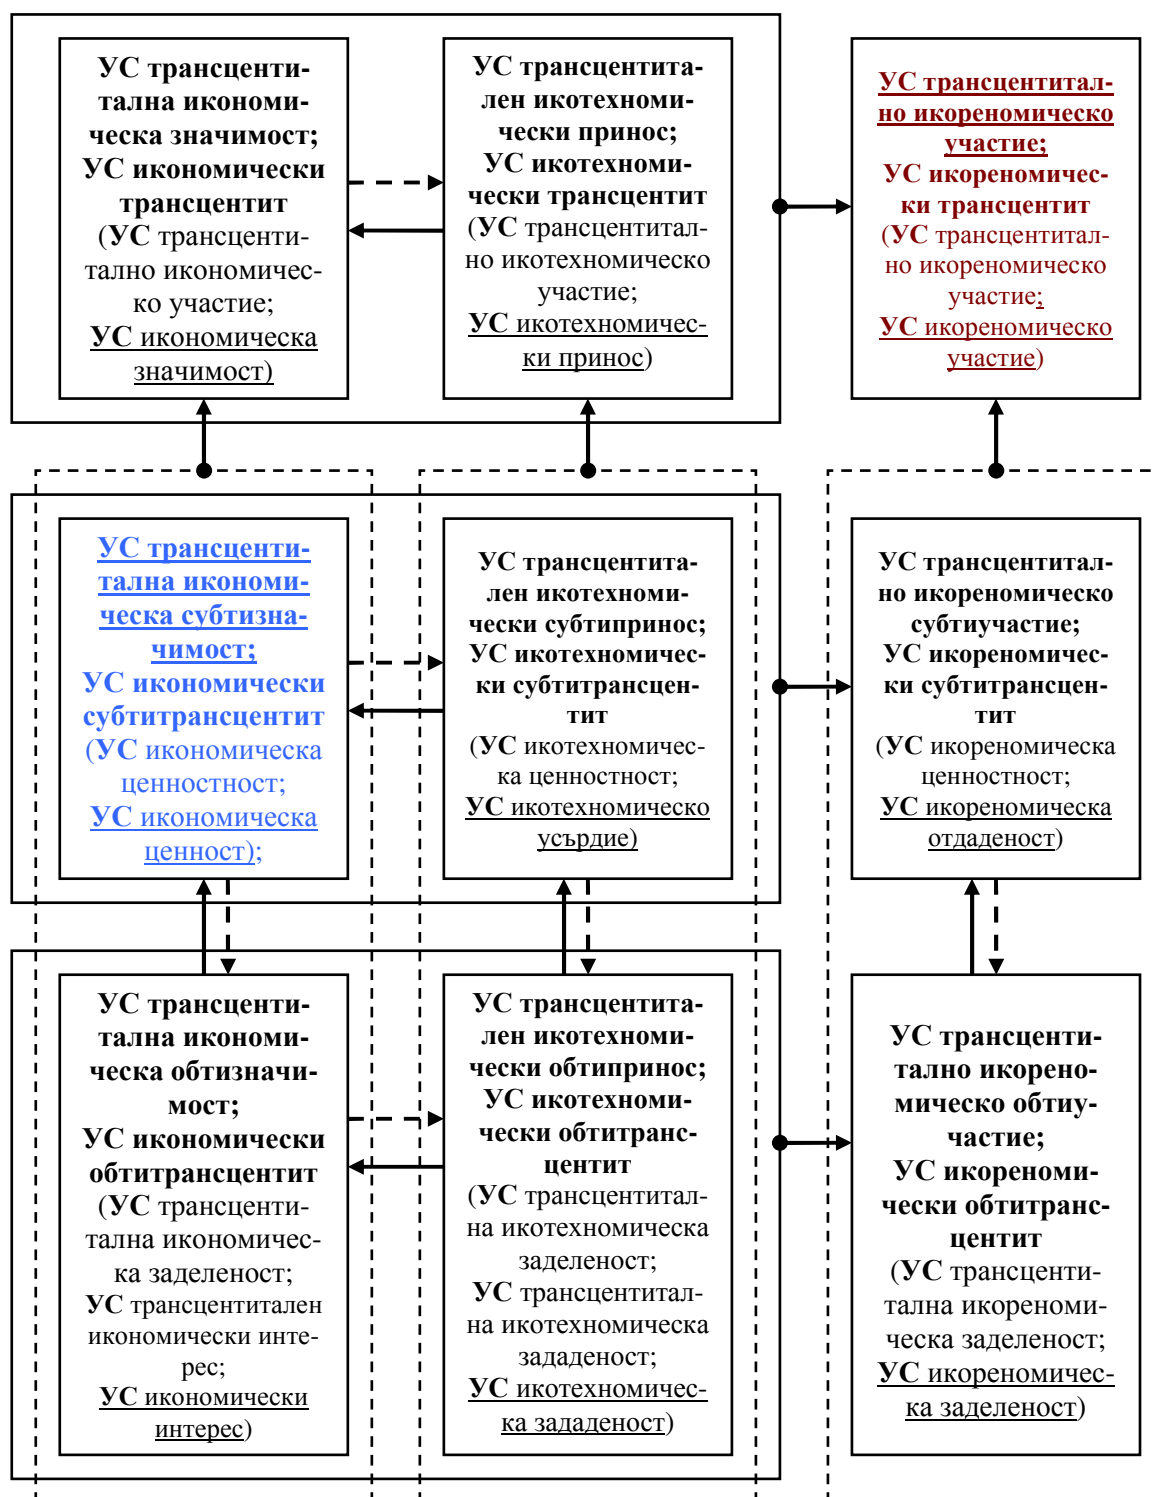 УС трансценти-
тална икономи-
ческа значимост;
УС икономически
трансцентит
(УС трансценти-
тално икономичес-
ко участие;
УС икономическа
значимост)
УС трансцентита-
лен икотехноми-
чески принос;
УС икотехноми-
чески трансцентит
(УС трансцентитал-
но икотехномическо
участие;
УС икотехномичес-
ки принос)
УС трансцентитал-
но икореномическо
участие;
УС икореномичес-
ки трансцентит
(УС трансцентитал-
но икореномическо
участие;
УС икореномическо
участие)
УС трансценти-
тална икономи-
ческа субтизна-
чимост;
УС икономически
субтитрансцентит
(УС икономическа
ценностност;
УС икономическа
ценност);
УС трансцентита-
лен икотехноми-
чески субтипринос;
УС икотехномичес-
ки субтитрансцен-
тит
(УС икотехномичес-
ка ценностност;
УС икотехномическо
усърдие)
УС трансцентитал-
но икореномическо
субтиучастие;
УС икореномичес-
ки субтитрансцен-
тит
(УС икореномическа
ценностност;
УС икореномическа
отдаденост)
УС трансценти-
тална икономи-
ческа обтизначи-
мост;
УС икономически
обтитрансцентит
(УС трансценти-
тална икономичес-
ка заделеност;
УС трансцентитален
икономически инте-
рес;
УС икономически
интерес)
УС трансцентита-
лен икотехноми-
чески обтипринос;
УС икотехноми-
чески обтитранс-
центит
(УС трансцентитал-
на икотехномическа
заделеност;
УС трансцентитал-
на икотехномическа
зададеност;
УС икотехномичес-
ка зададеност)
УС трансценти-
тално икорено-
мическо обтиу-
частие;
УС икореноми-
чески обтитранс-
центит
(УС трансценти-
тална икореноми-
ческа заделеност;
УС икореномичес-
ка заделеност)